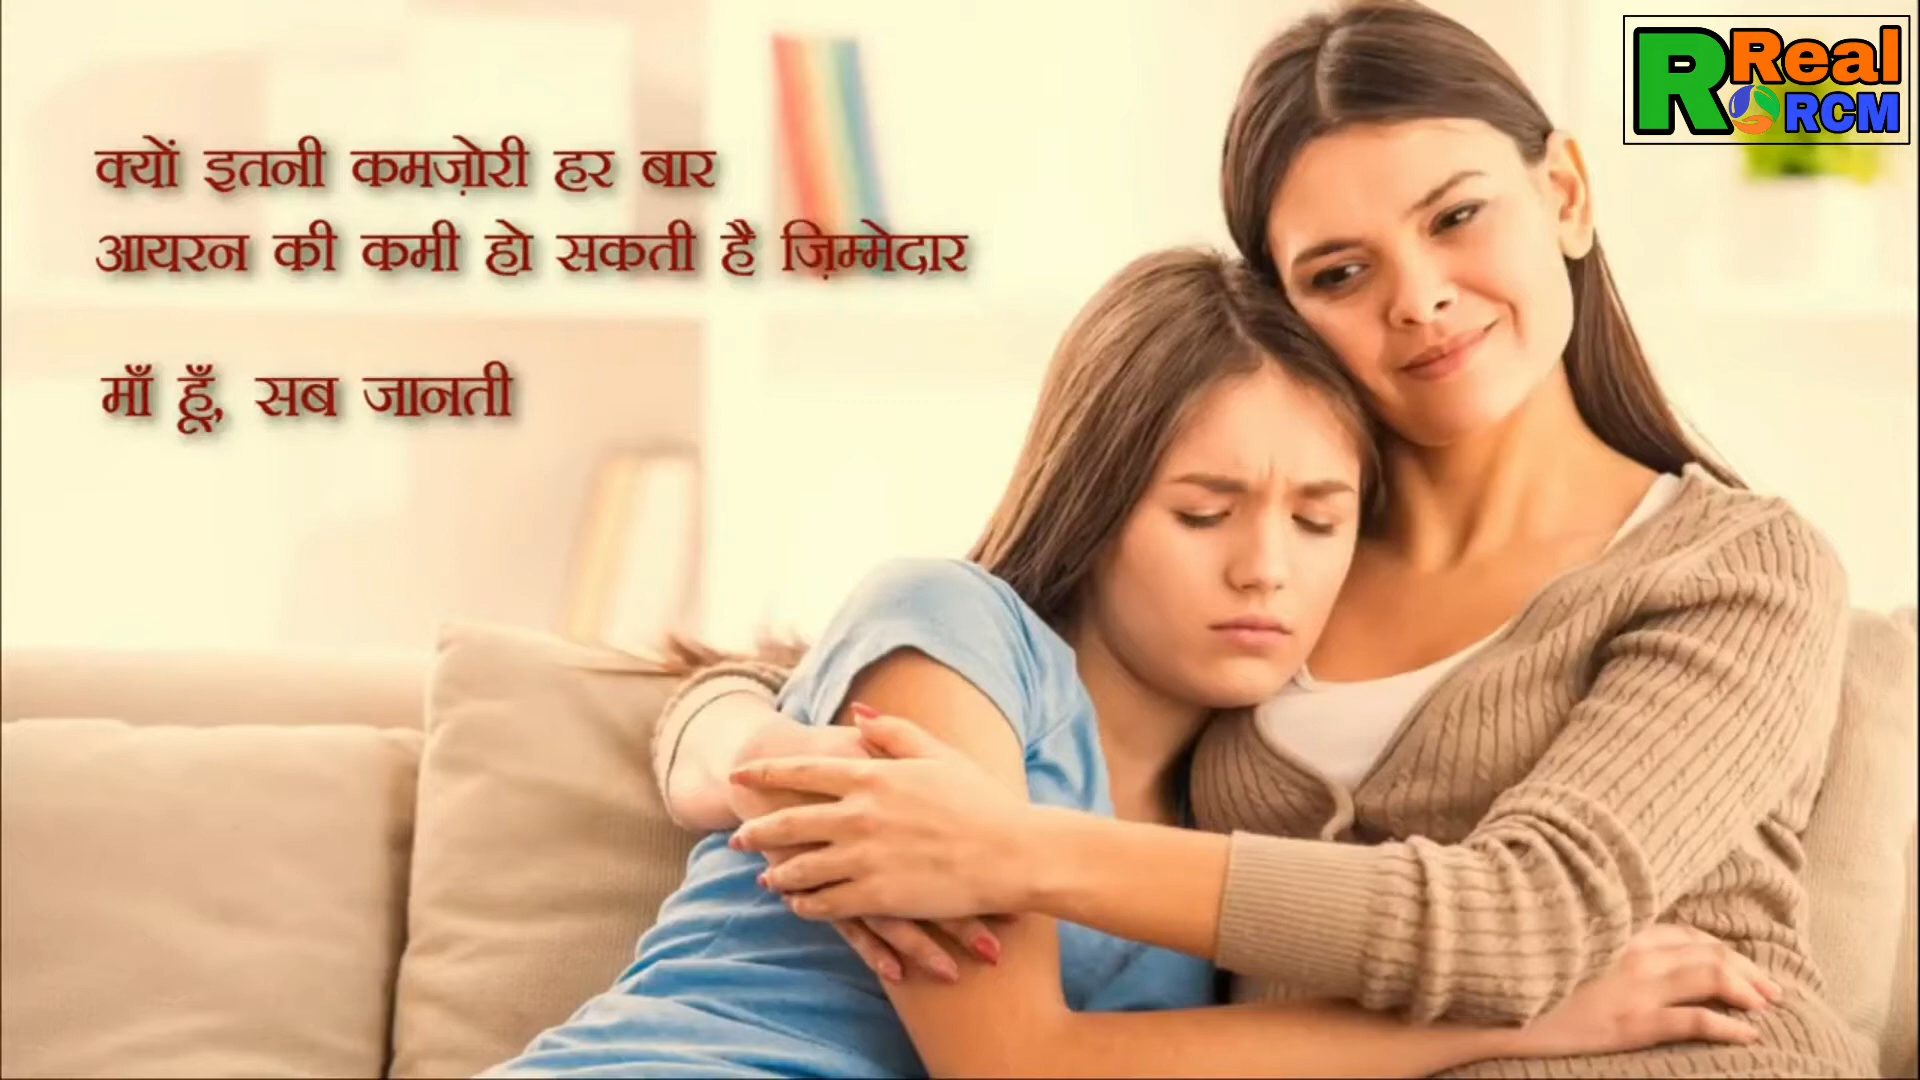 क्यों इतनी कमज़ोरी हर बार
आयरन की कमी हो सकती है ज़िम्मेदार
माँ हूँ, सब जानती
R Real
RCM